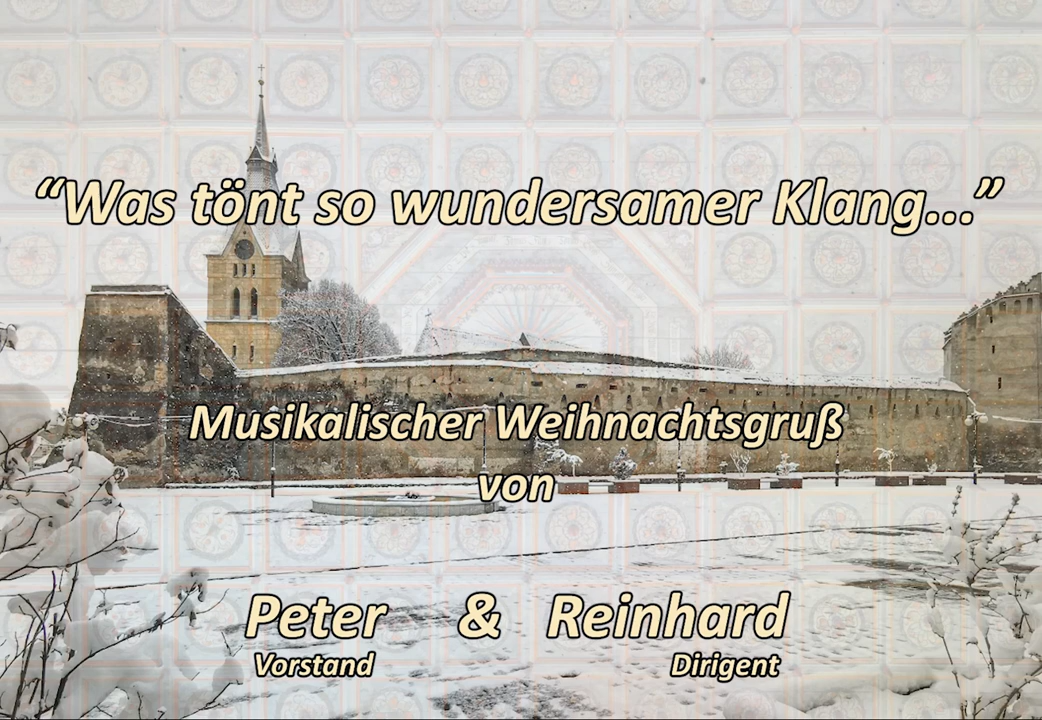 “Was tönt so wundersamer Klang...”
Musikalischer Weihnachtsgruß
von
Peter & Reinhard
Vorstand Dirigent